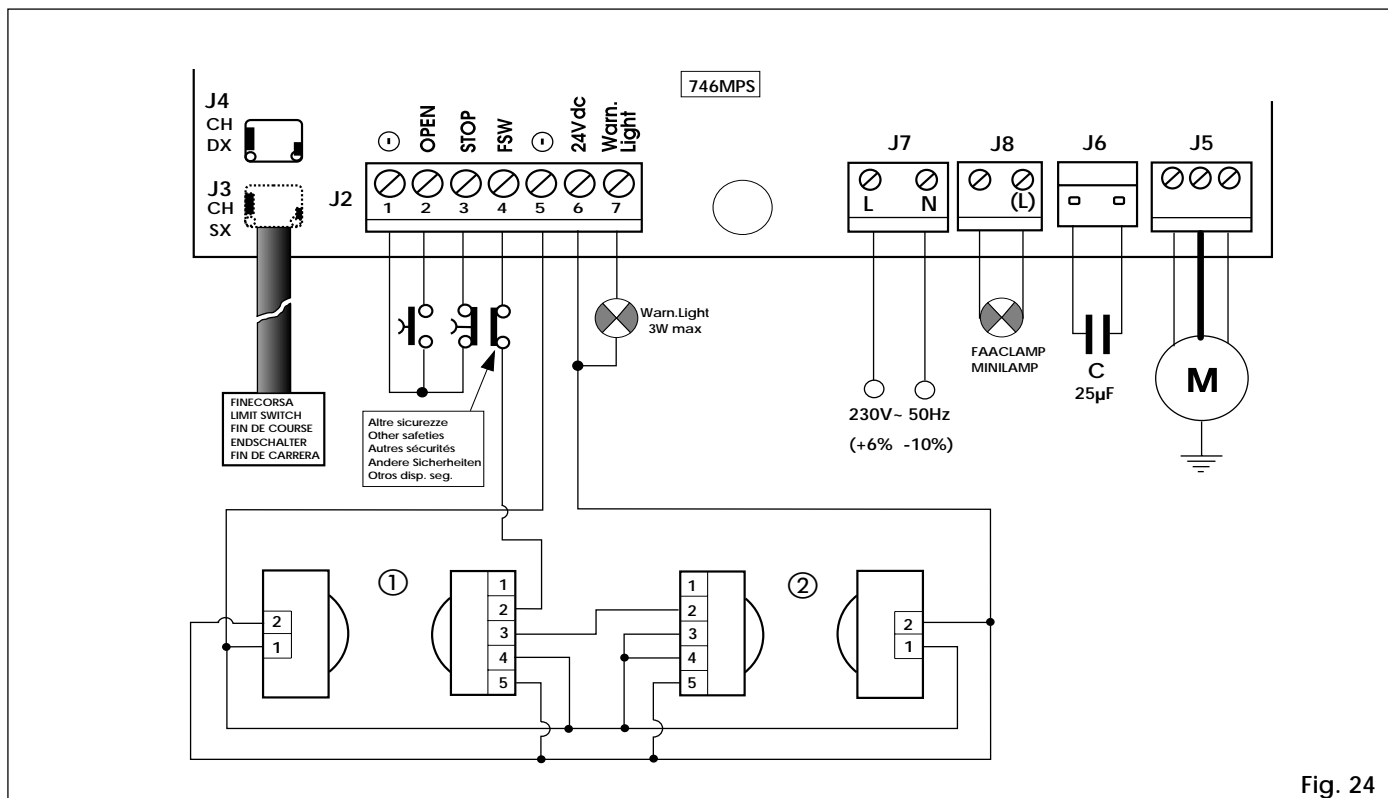 746MPS
J4
CH
DX
J3
CH
SX
J2
OPEN
STOP
FSW
24Vdc
Warn.
Light
1 2 3 4 5 6 7
J7
L N
J8
(L)
J6
J5
Warn.Light
3W max
FAACLAMP
MINILAMP
C
25µF
M
230V~ 50Hz
(+6% -10%)
FINECORSA
LIMIT SWITCH
FIN DE COURSE
ENDSCHALTER
FIN DE CARRERA
Altre sicurezze
Other safeties
Autres sécurités
Andere Sicherheiten
Otros disp. seg.
2
1
①
1
2
3
4
5
1
2
3
4
5
②
2
1
Fig. 24